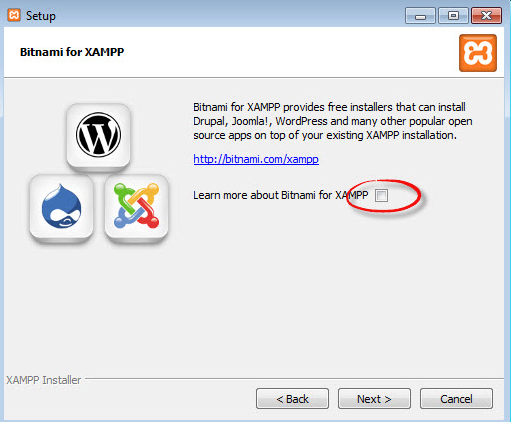 Setup
Bitnami for XAMPP
Bitnami for XAMPP provides free installers that can install
Drupal, Joomla!, WordPress and many other popular open
source apps on top of your existing XAMPP installation.
http://bitnami.com/xampp
Learn more about Bitnami for XAMPP
XAMPP Installer
< Back
Next >
Cancel